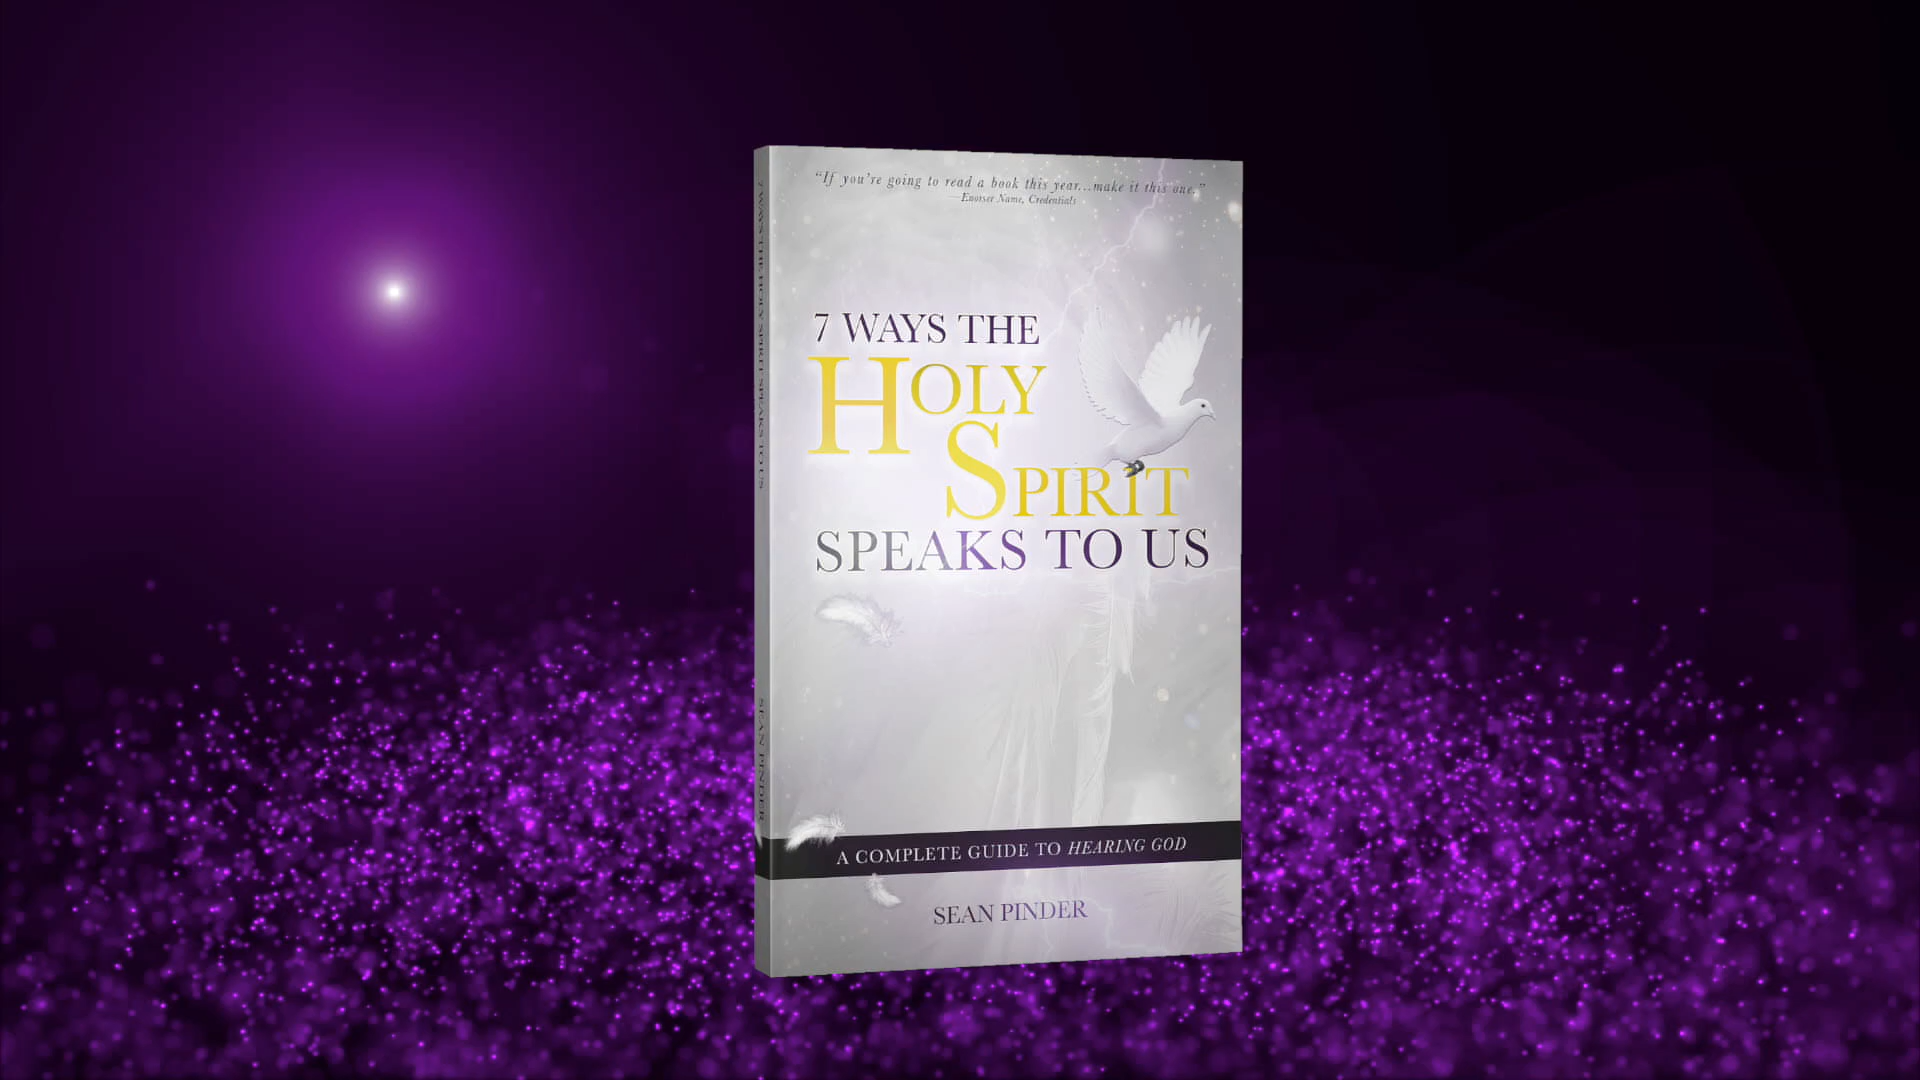 “If you're going to read a book this year...make it this one.”
—Enorser Name, Credentials
7 WAYS THE
HOLY
SPIRIT
SPEAKS TO US
A COMPLETE GUIDE TO HEARING GOD
SEAN PINDER
7 WAYS THE HOLY SPIRIT SPEAKS TO US
SEAN PINDER